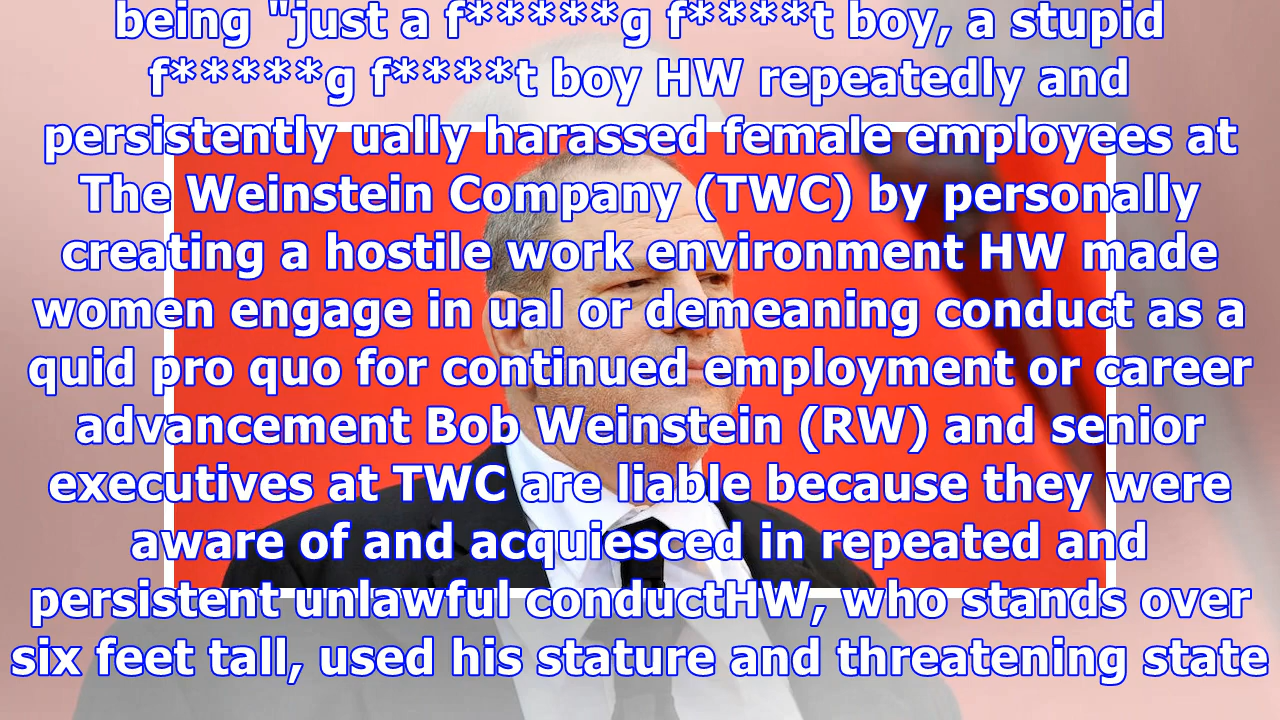 being "just a f*****g f****t boy, a stupid
f*****g f****t boy HW repeatedly and
persistently ually harassed female employees at
The Weinstein Company (TWC) by personally
creating a hostile work environment HW made
women engage in ual or demeaning conduct as a
quid pro quo for continued employment or career
advancement Bob Weinstein (RW) and senior
executives at TWC are liable because they were
aware of and acquiesced in repeated and
persistent unlawful conductHW, who stands over
six feet tall, used his stature and threatening state